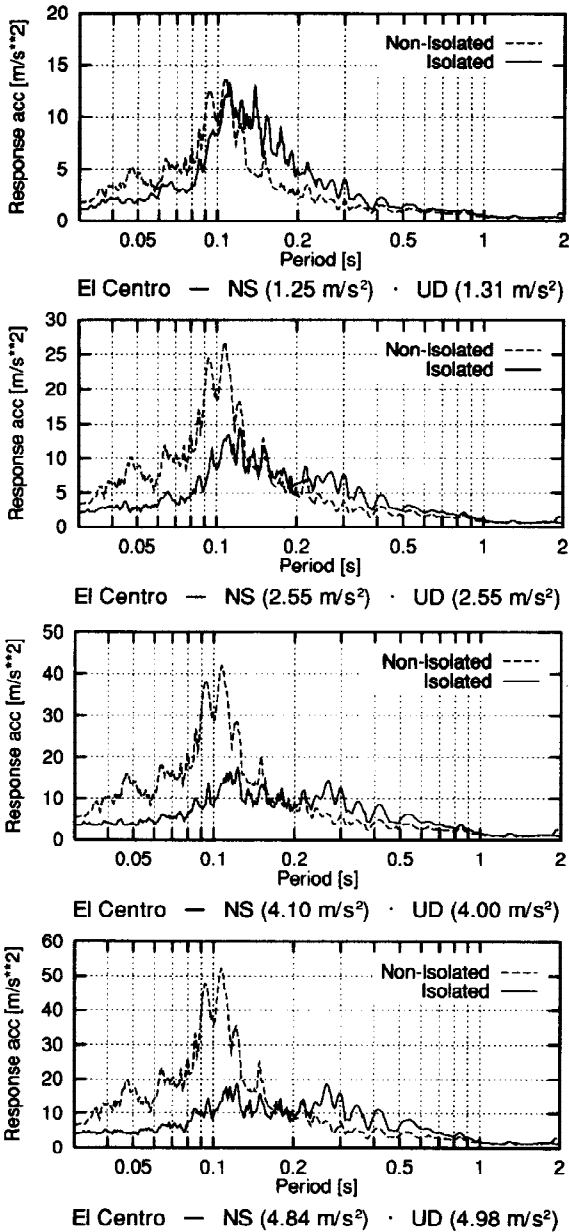 20
15
10
5
0
Response acc [m/s**2]
Non-Isolated
Isolated
0.05 0.1 0.2 0.5 1 2
Period [s]
El Centro — NS (1.25 m/s²) · UD (1.31 m/s²)
30
25
20
15
10
5
0
Response acc [m/s**2]
Non-Isolated
Isolated
0.05 0.1 0.2 0.5 1 2
Period [s]
El Centro — NS (2.55 m/s²) · UD (2.55 m/s²)
50
40
30
20
10
0
Response acc [m/s**2]
Non-Isolated
Isolated
0.05 0.1 0.2 0.5 1 2
Period [s]
El Centro — NS (4.10 m/s²) · UD (4.00 m/s²)
60
50
40
30
20
10
0
Response acc [m/s**2]
Non-Isolated
Isolated
0.05 0.1 0.2 0.5 1 2
Period [s]
El Centro — NS (4.84 m/s²) · UD (4.98 m/s²)